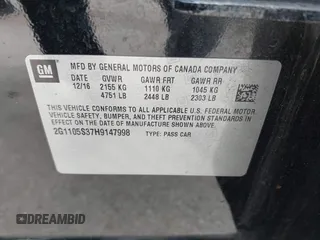 GM
MFD BY GENERAL MOTORS OF CANADA COMPANY
12/16 GVWR GAWR FRT GAWR RR
2155 KG 1110 KG 1045 KG
4751 LB 2448 LB 2303 LB
THIS VEHICLE CONFORMS TO ALL APPLICABLE U.S. FEDERAL MOTOR
VEHICLE SAFETY, BUMPER, AND THEFT PREVENTION STANDARDS
IN EFFECT ON THE DATE OF MANUFACTURE SHOWN ABOVE.
2G1105S37H9147998 TYPE: PASS CAR
DREAMBID